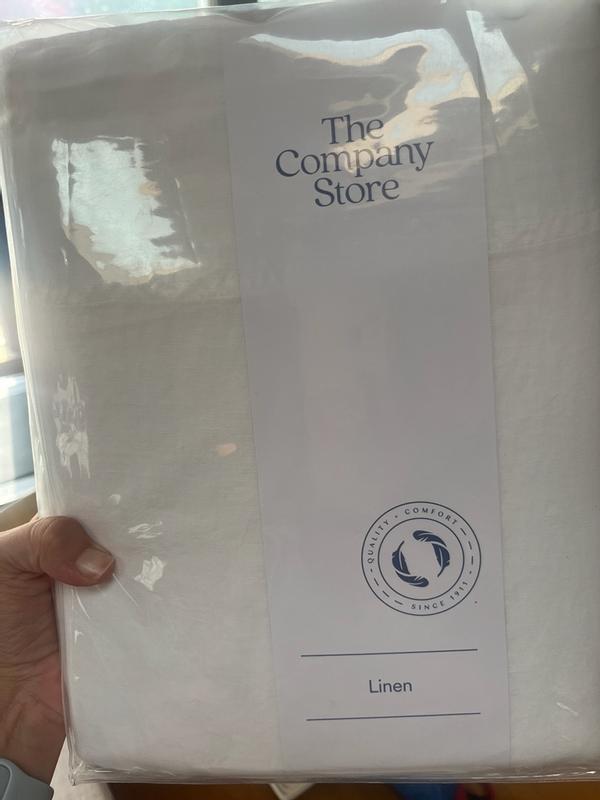 The
Company
Store
QUALITY • COMFORT
SINCE 1911
Linen